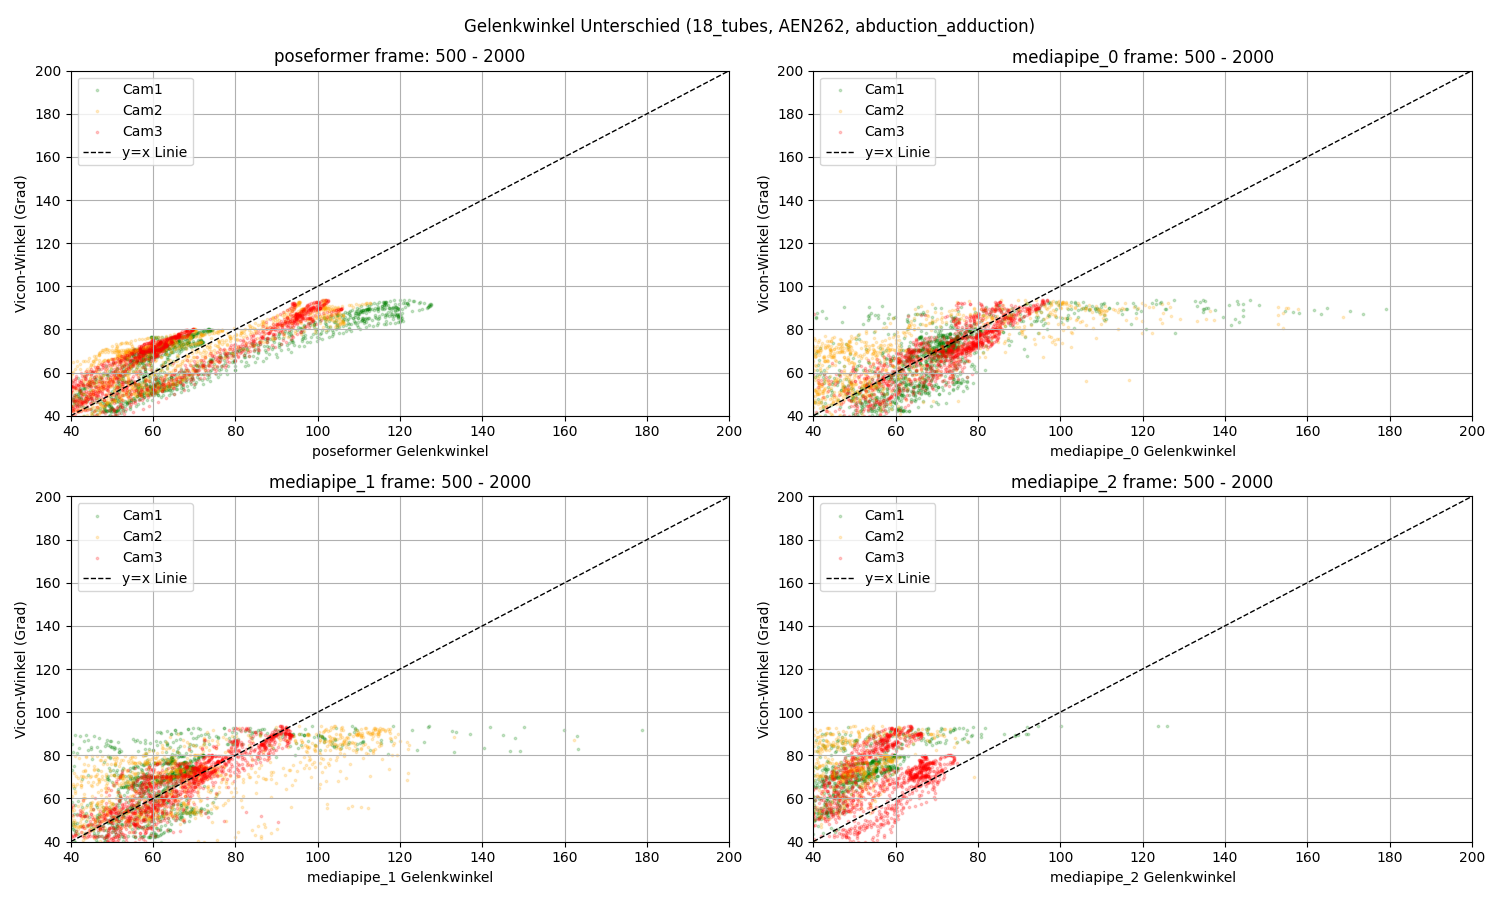 Gelenkwinkel Unterschied (18_tubes, AEN262, abduction_adduction)
poseformer frame: 500 - 2000
Vicon-Winkel (Grad)
200
180
160
140
120
100
80
60
40
Cam1
Cam2
Cam3
y=x Linie
40 60 80 100 120 140 160 180 200
poseformer Gelenkwinkel
mediapipe_0 frame: 500 - 2000
Vicon-Winkel (Grad)
200
180
160
140
120
100
80
60
40
Cam1
Cam2
Cam3
y=x Linie
40 60 80 100 120 140 160 180 200
mediapipe_0 Gelenkwinkel
mediapipe_1 frame: 500 - 2000
Vicon-Winkel (Grad)
200
180
160
140
120
100
80
60
40
Cam1
Cam2
Cam3
y=x Linie
40 60 80 100 120 140 160 180 200
mediapipe_1 Gelenkwinkel
mediapipe_2 frame: 500 - 2000
Vicon-Winkel (Grad)
200
180
160
140
120
100
80
60
40
Cam1
Cam2
Cam3
y=x Linie
40 60 80 100 120 140 160 180 200
mediapipe_2 Gelenkwinkel